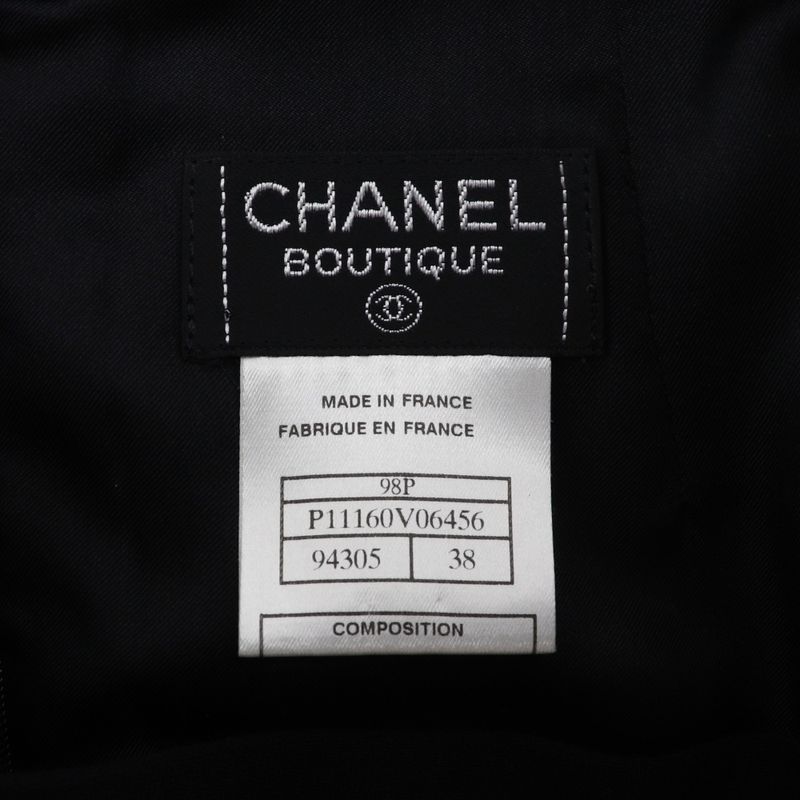 CHANEL
BOUTIQUE
MADE IN FRANCE
FABRIQUE EN FRANCE
98P
P11160V06456
94305 38
COMPOSITION